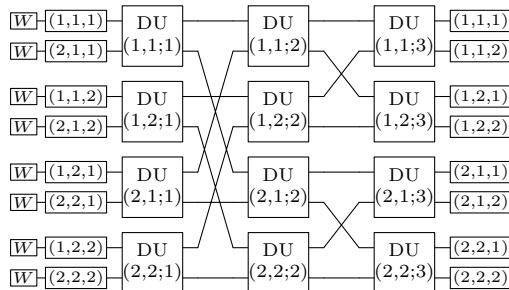 W (1,1,1) DU (1,1;1) DU (1,1;2) DU (1,1;3) (1,1,1)
W (2,1,1) (1,1,2)
W (1,1,2) DU (1,2;1) DU (1,2;2) DU (1,2;3) (1,2,1)
W (2,1,2) (1,2,2)
W (1,2,1) DU (2,1;1) DU (2,1;2) DU (2,1;3) (2,1,1)
W (2,2,1) (2,1,2)
W (1,2,2) DU (2,2;1) DU (2,2;2) DU (2,2;3) (2,2,1)
W (2,2,2) (2,2,2)